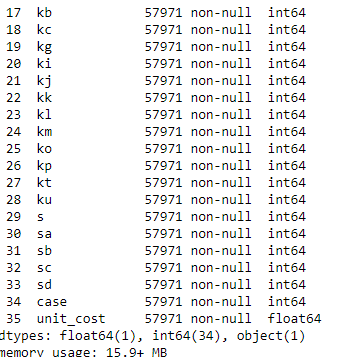 17 kb 57971 non-null int64
18 kc 57971 non-null int64
19 kg 57971 non-null int64
20 ki 57971 non-null int64
21 kj 57971 non-null int64
22 kk 57971 non-null int64
23 kl 57971 non-null int64
24 km 57971 non-null int64
25 ko 57971 non-null int64
26 kp 57971 non-null int64
27 kt 57971 non-null int64
28 ku 57971 non-null int64
29 s 57971 non-null int64
30 sa 57971 non-null int64
31 sb 57971 non-null int64
32 sc 57971 non-null int64
33 sd 57971 non-null int64
34 case 57971 non-null int64
35 unit_cost 57971 non-null float64
dtypes: float64(1), int64(34), object(1)
memory usage: 15.9+ MB